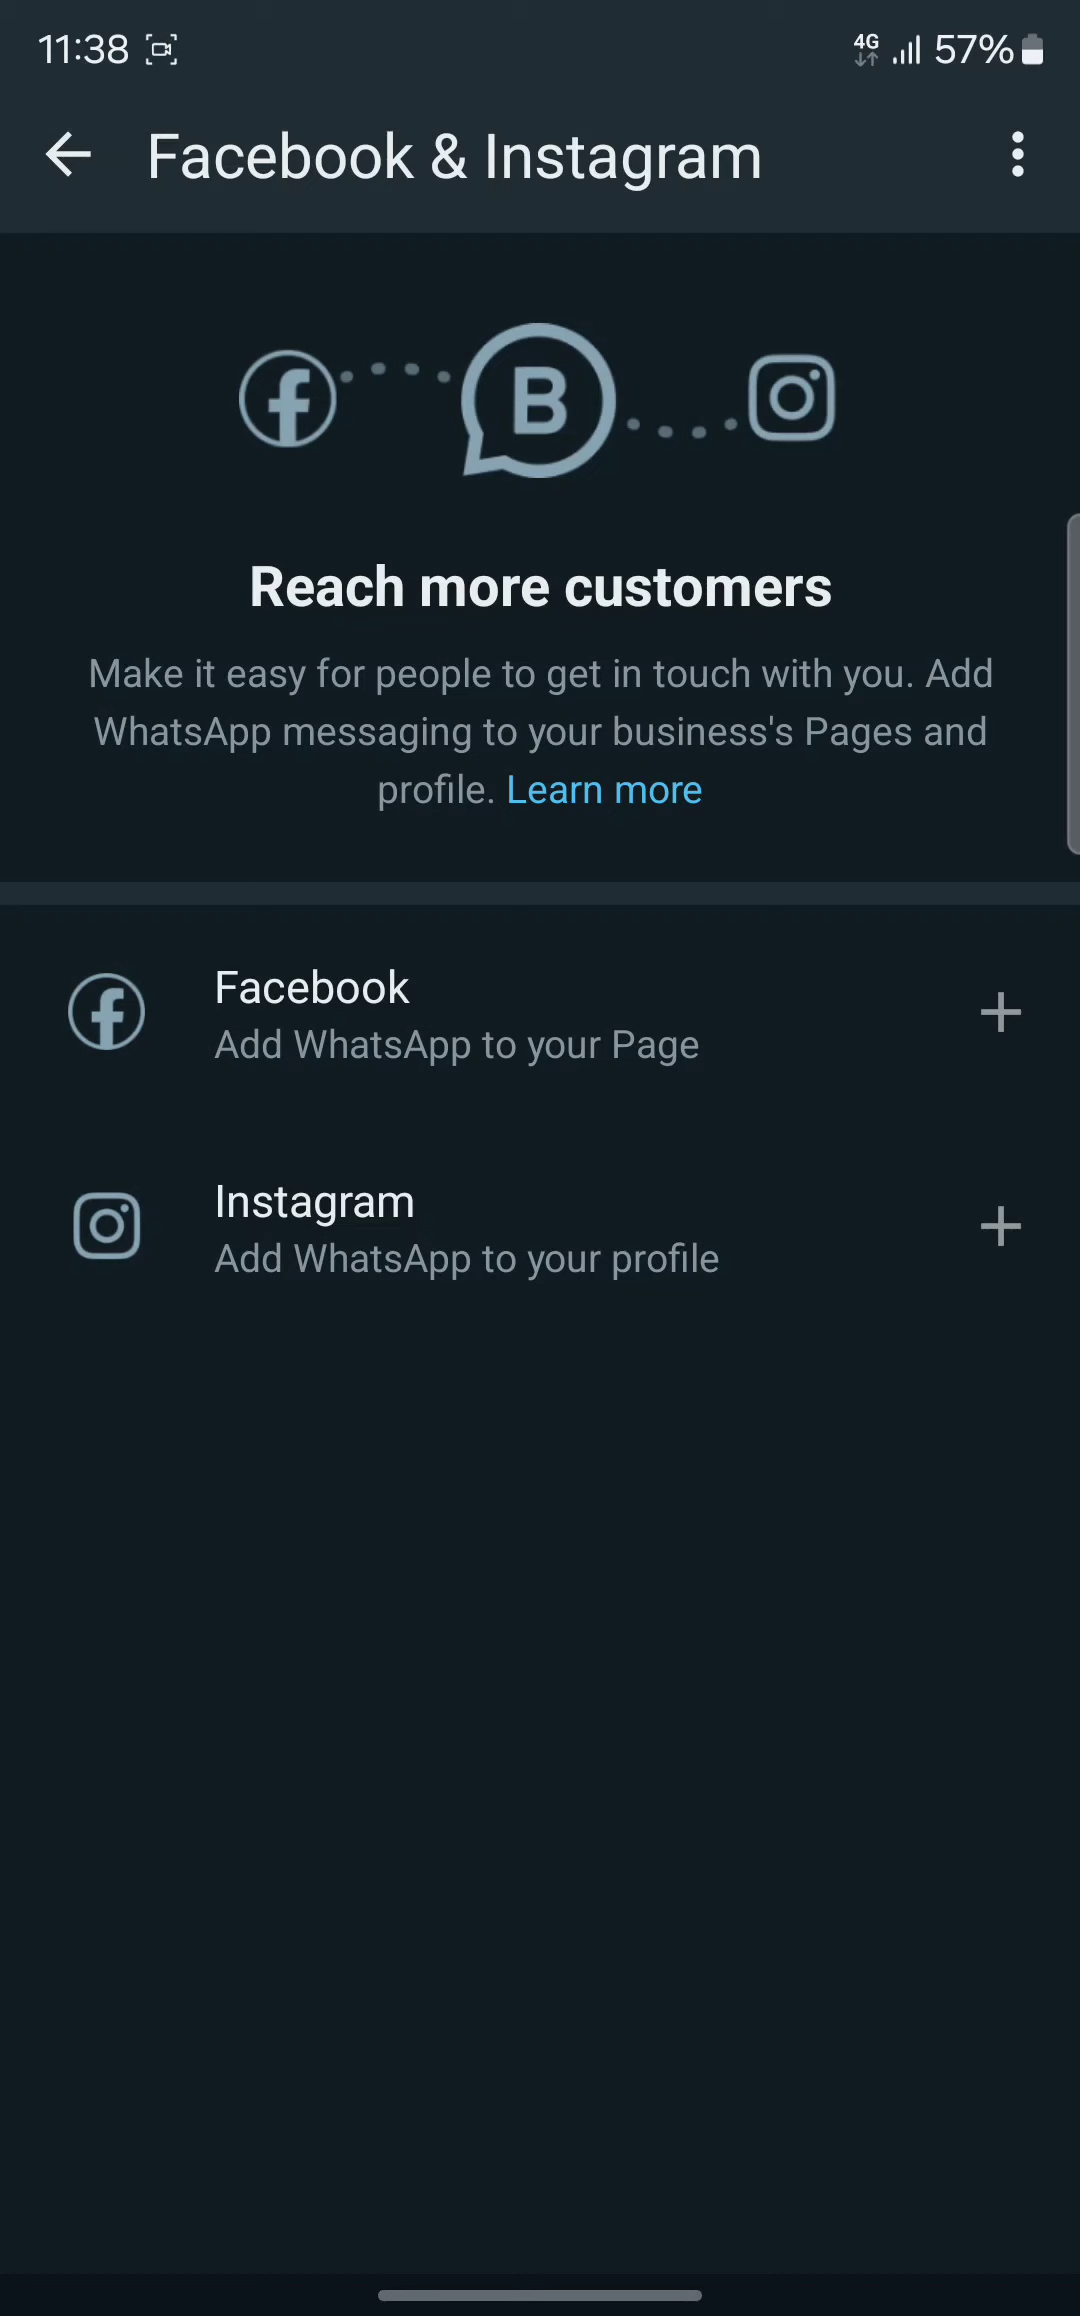 11:38
4G 57%
Facebook & Instagram
B
Reach more customers
Make it easy for people to get in touch with you. Add
WhatsApp messaging to your business's Pages and
profile. Learn more
Facebook
Add WhatsApp to your Page
Instagram
Add WhatsApp to your profile